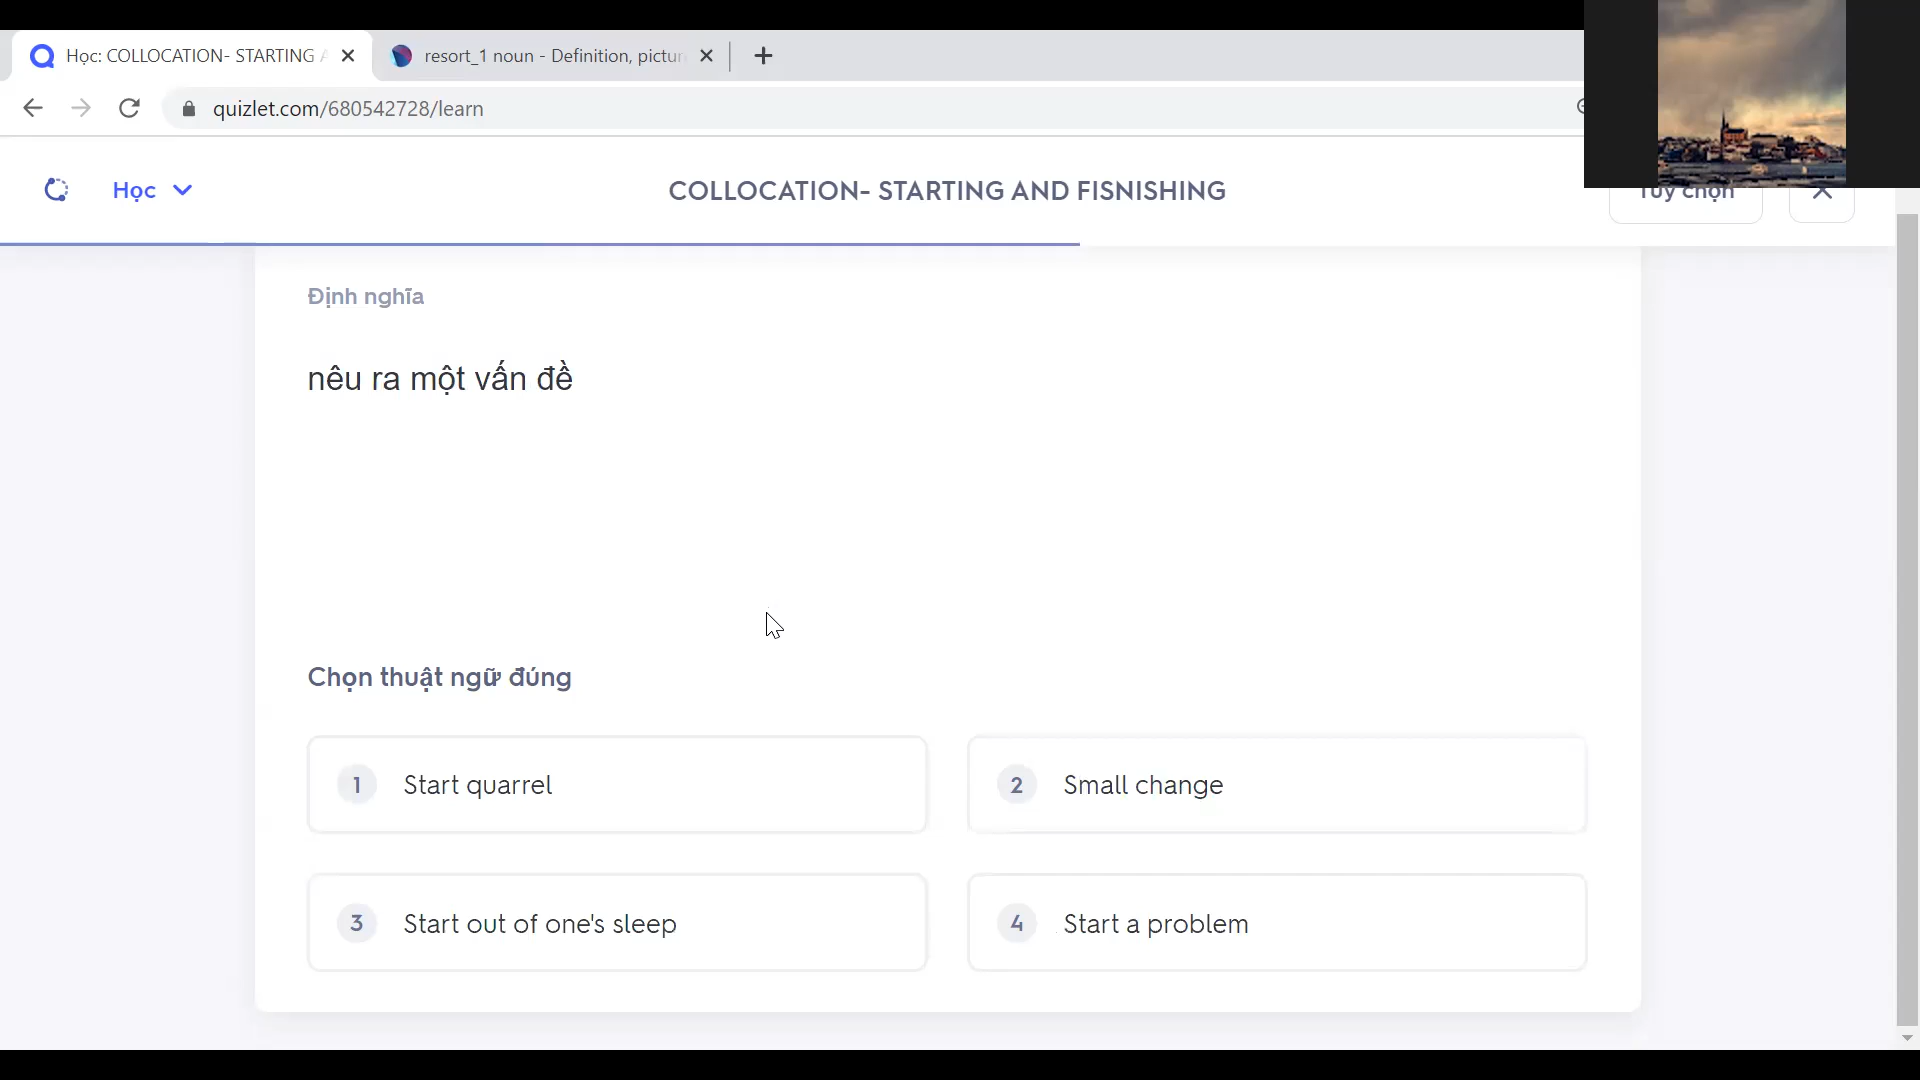 Học: COLLOCATION- STARTING
resort_1 noun - Definition, pictur
quizlet.com/680542728/learn
Học
COLLOCATION- STARTING AND FISNISHING
Tùy chọn
Định nghĩa
nêu ra một vấn đề
Chọn thuật ngữ đúng
1 Start quarrel
2 Small change
3 Start out of one's sleep
4 Start a problem